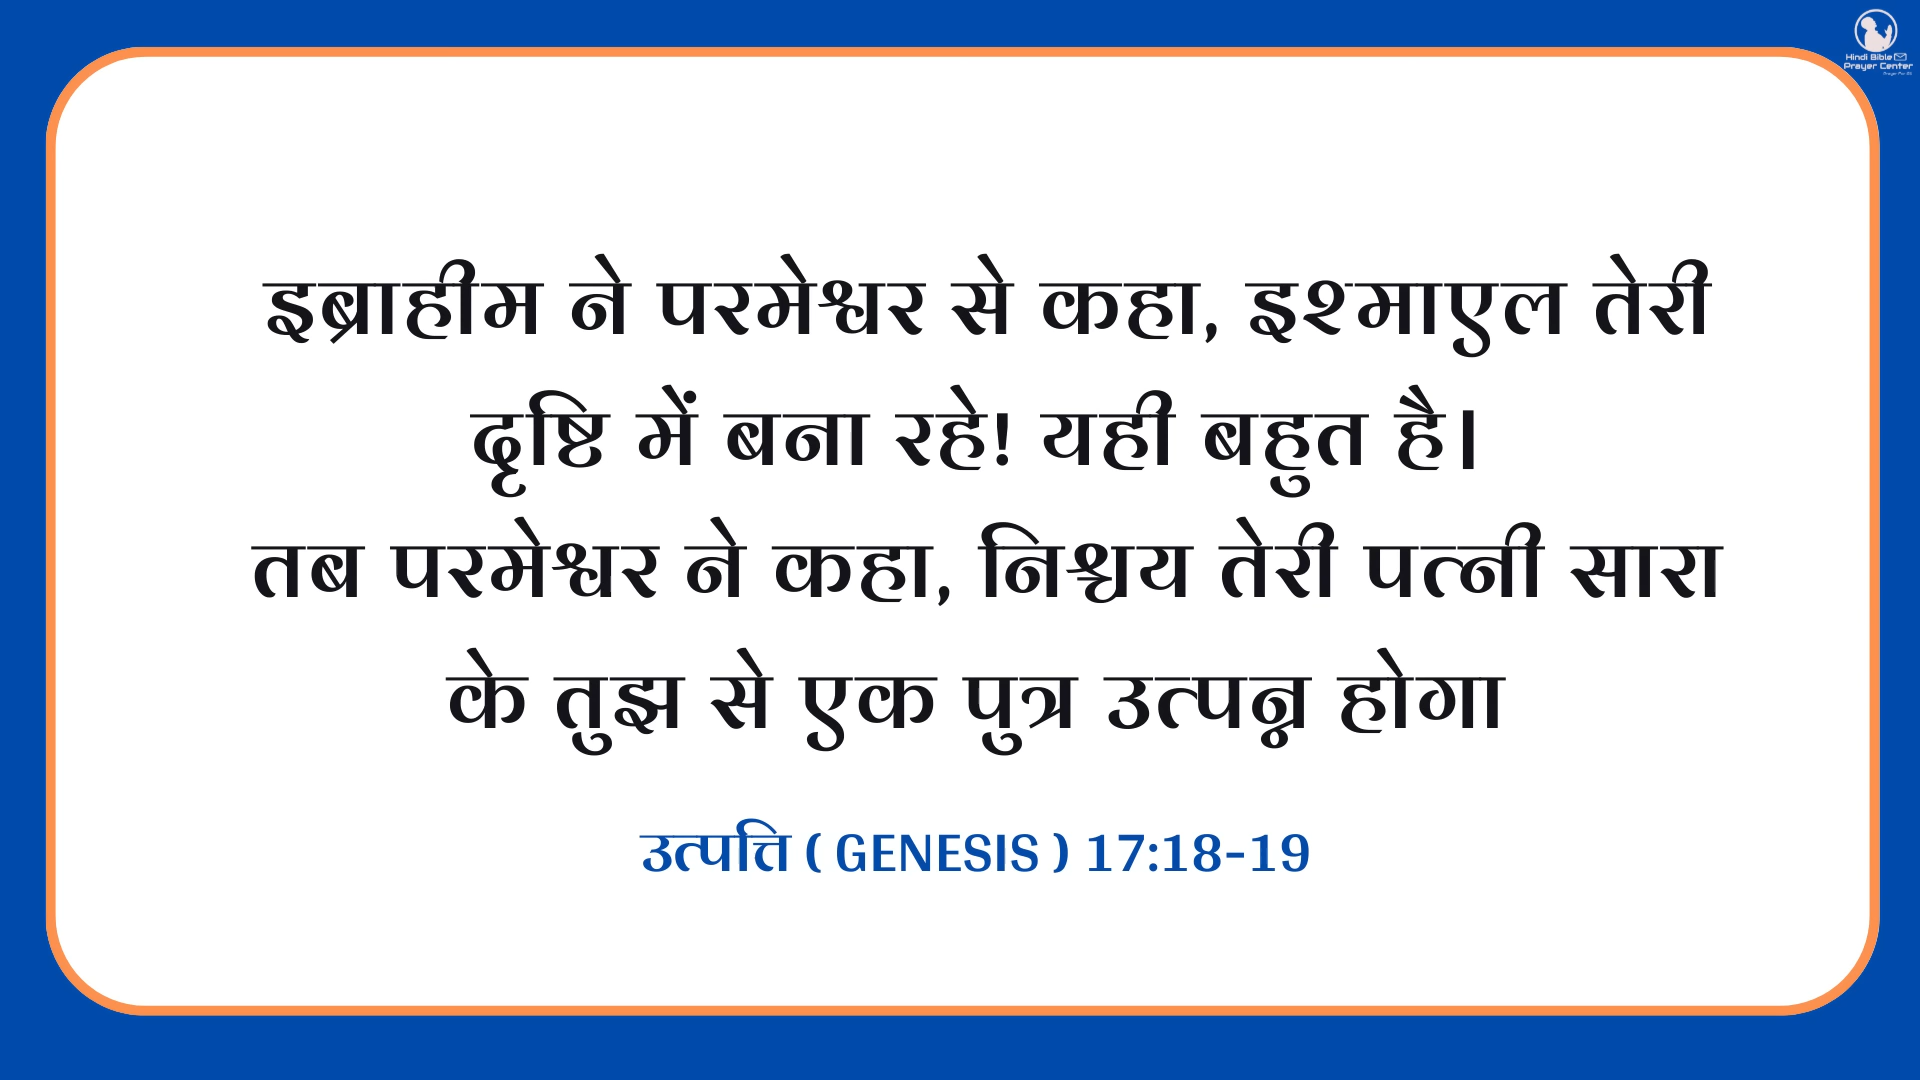 Hindi Bible
Prayer Center
इब्राहीम ने परमेश्वर से कहा, इश्माएल तेरी
दृष्टि में बना रहे! यही बहुत है।
तब परमेश्वर ने कहा, निश्चय तेरी पत्नी सारा
के तुझ से एक पुत्र उत्पन्न होगा
उत्पत्ति ( GENESIS ) 17:18-19